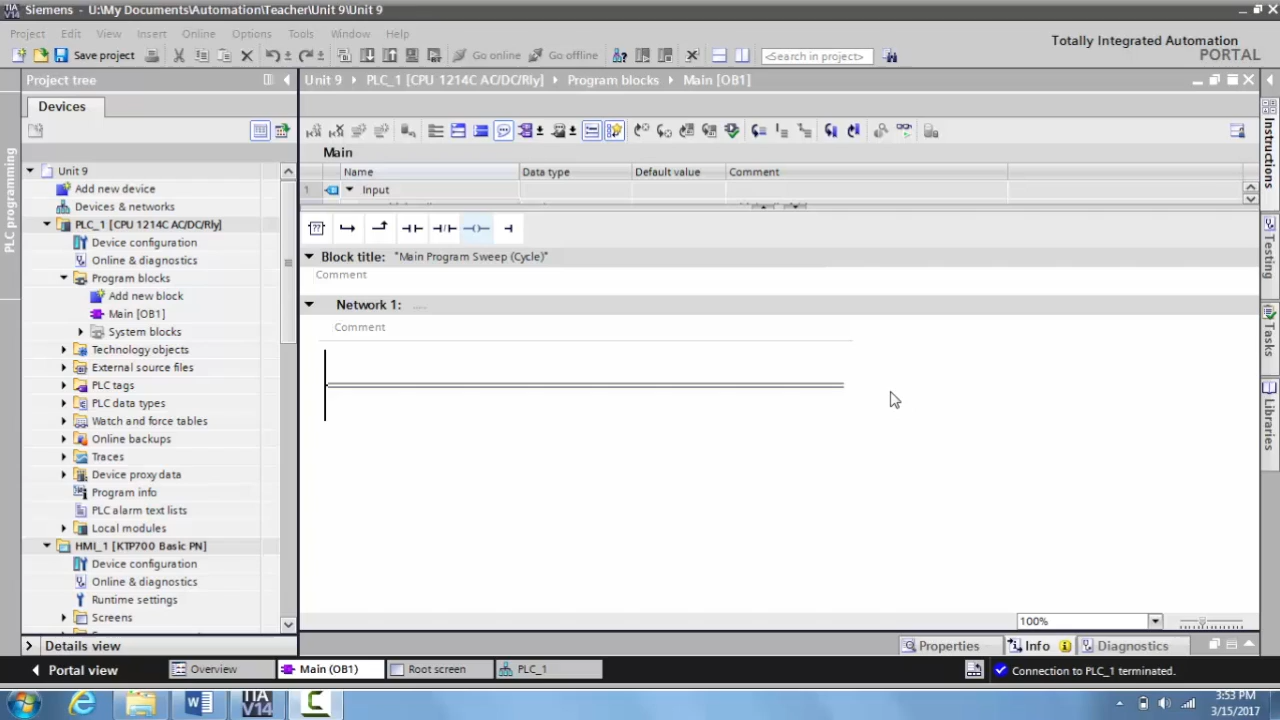 TIA
V14
Siemens - U:\My Documents\Automation\Teacher\Unit 9\Unit 9
Project Edit View Insert Online Options Tools Window Help
Totally Integrated Automation
PORTAL
Save project
Go online
Go offline
<Search in project>
Project tree
Unit 9 PLC_1 [CPU 1214C AC/DC/Rly] Program blocks Main [OB1]
Devices
PLC programming
Unit 9
Add new device
Devices & networks
PLC_1 [CPU 1214C AC/DC/Rly]
Device configuration
Online & diagnostics
Program blocks
Add new block
Main [OB1]
System blocks
Technology objects
External source files
PLC tags
PLC data types
Watch and force tables
Online backups
Traces
Device proxy data
Program info
PLC alarm text lists
Local modules
HMI_1 [KTP700 Basic PN]
Device configuration
Online & diagnostics
Runtime settings
Screens
Details view
Main
Name Data type Default value Comment
1 Input
??
Block title: "Main Program Sweep (Cycle)"
Comment
Network 1: .....
Comment
100%
Instructions
Testing
Tasks
Libraries
Properties
Info
Diagnostics
Portal view
Overview
Main (OB1)
Root screen
PLC_1
Connection to PLC_1 terminated.
TIA
V14
3:53 PM
3/15/2017